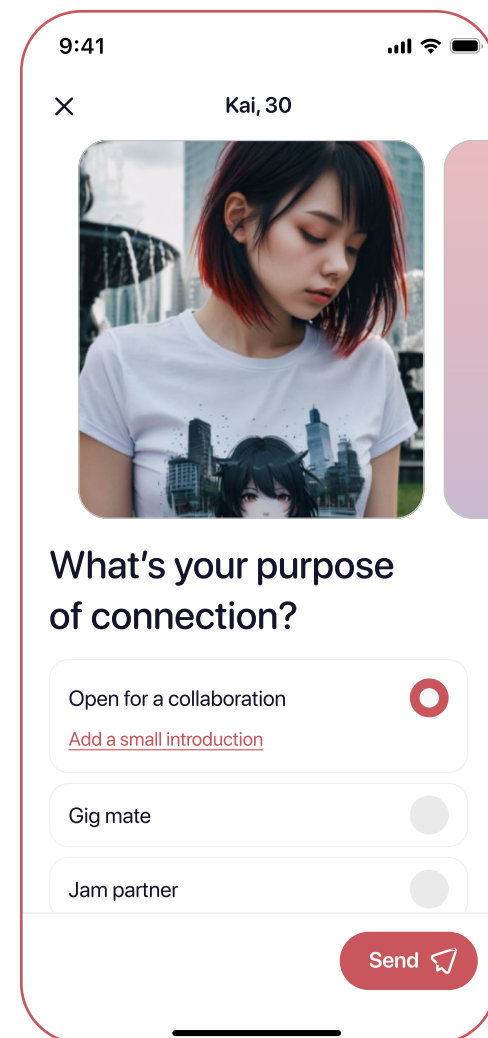 9:41
Kai, 30
What’s your purpose
of connection?
Open for a collaboration
Add a small introduction
Gig mate
Jam partner
Send